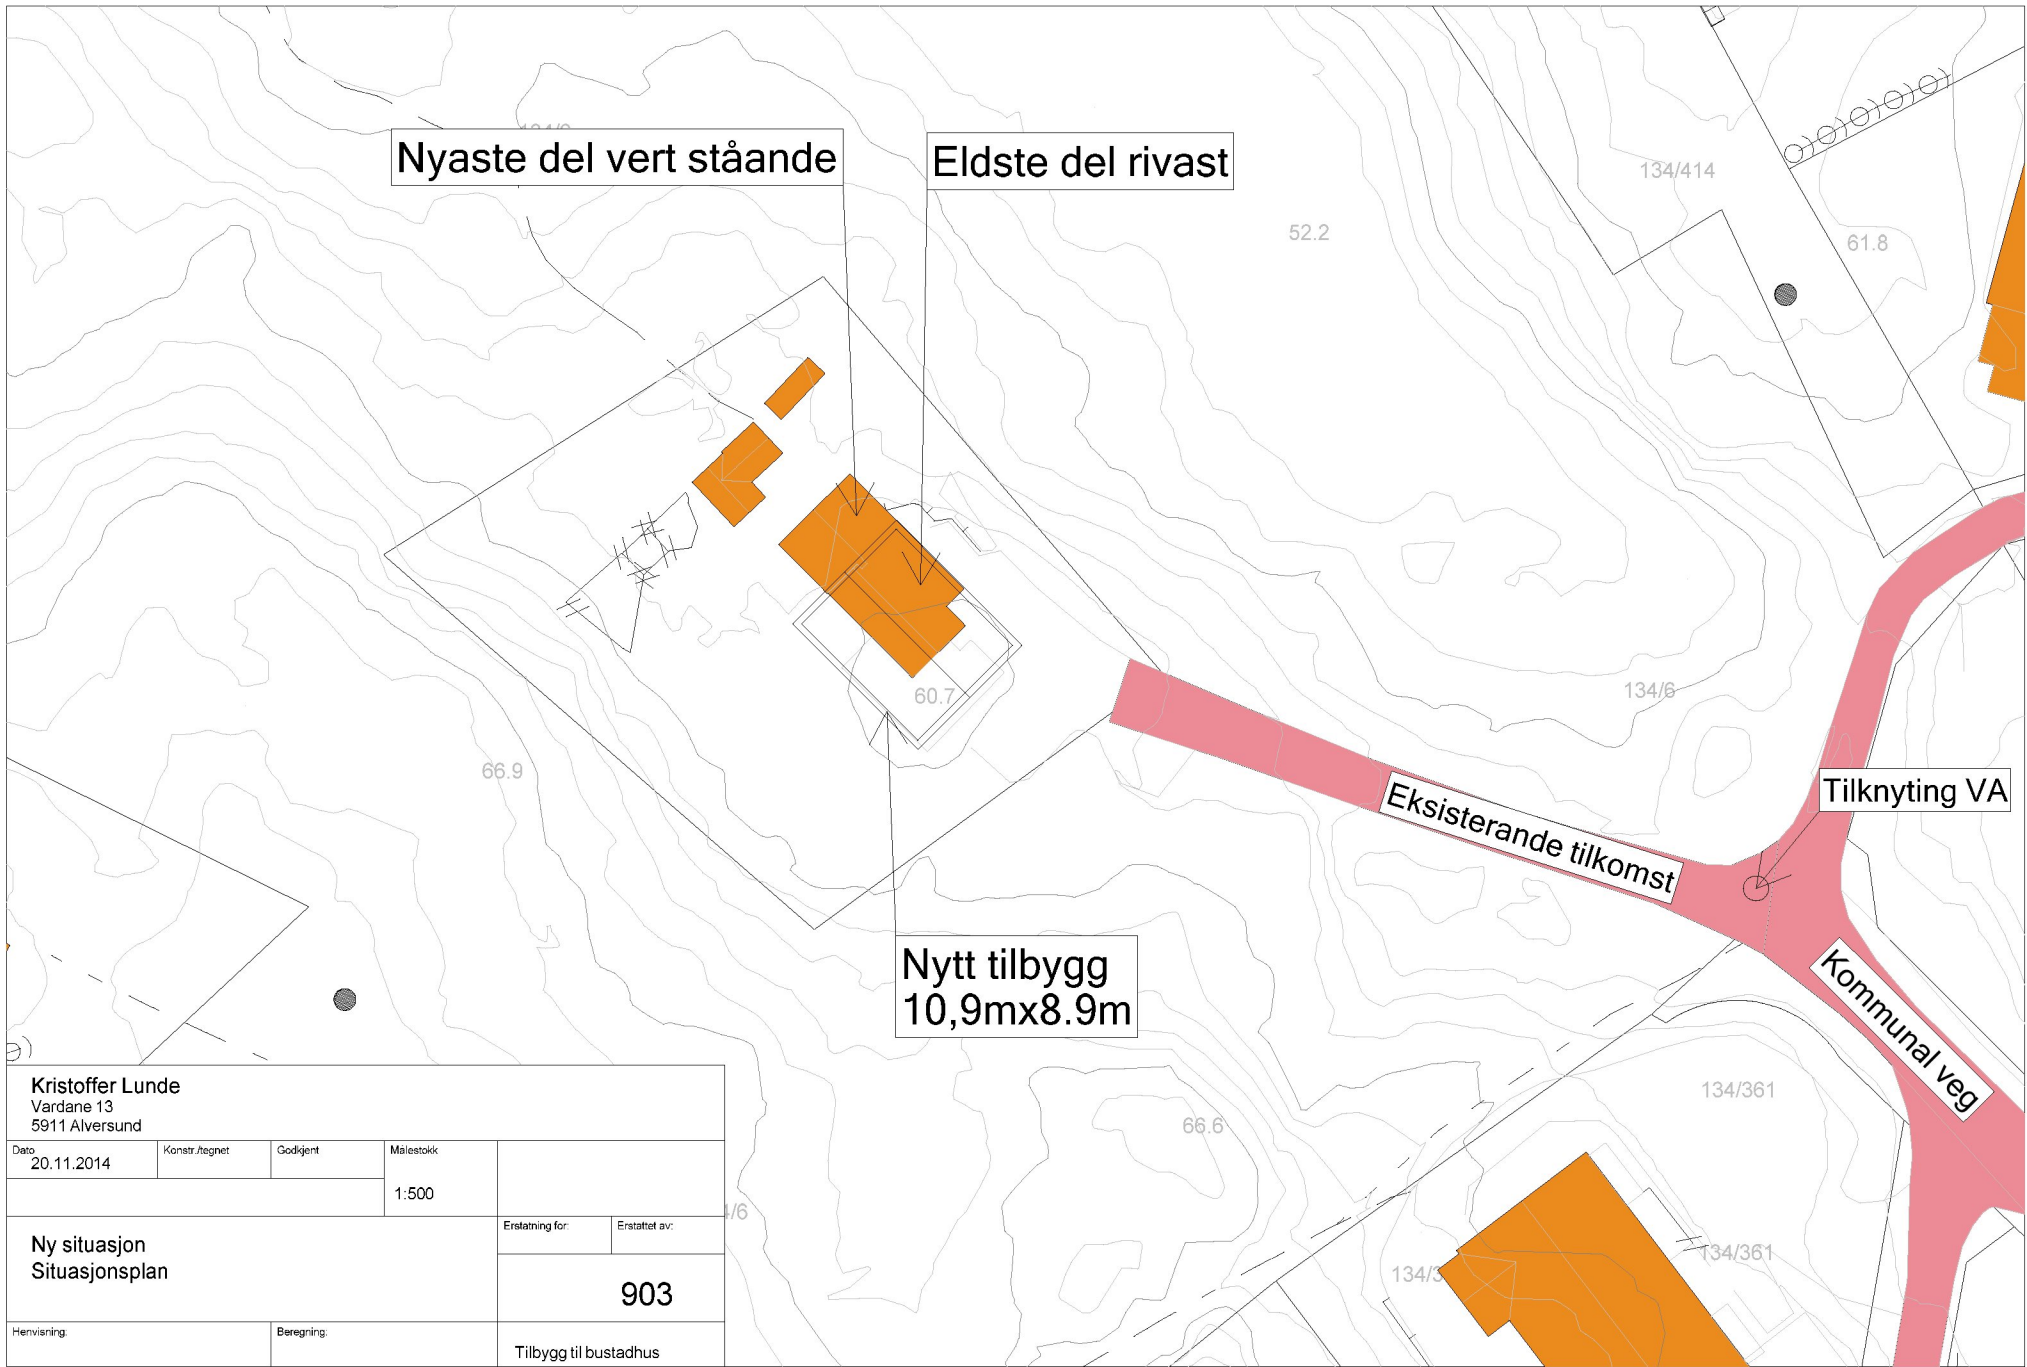 Nyaste del vert ståande
Eldste del rivast
134/414
52.2
61.8
60.7
134/6
66.9
Tilknyting VA
Eksisterande tilkomst
Nytt tilbygg
10,9mx8.9m
Kommunal veg
134/361
66.6
134/361
Kristoffer Lunde
Vardane 13
5911 Alversund
Dato
20.11.2014
Konstr./tegnet
Godkjent
Målestokk
1:500
Ny situasjon
Situasjonsplan
Erstatning for:
Erstattet av:
903
Henvisning:
Beregning:
Tilbygg til bustadhus